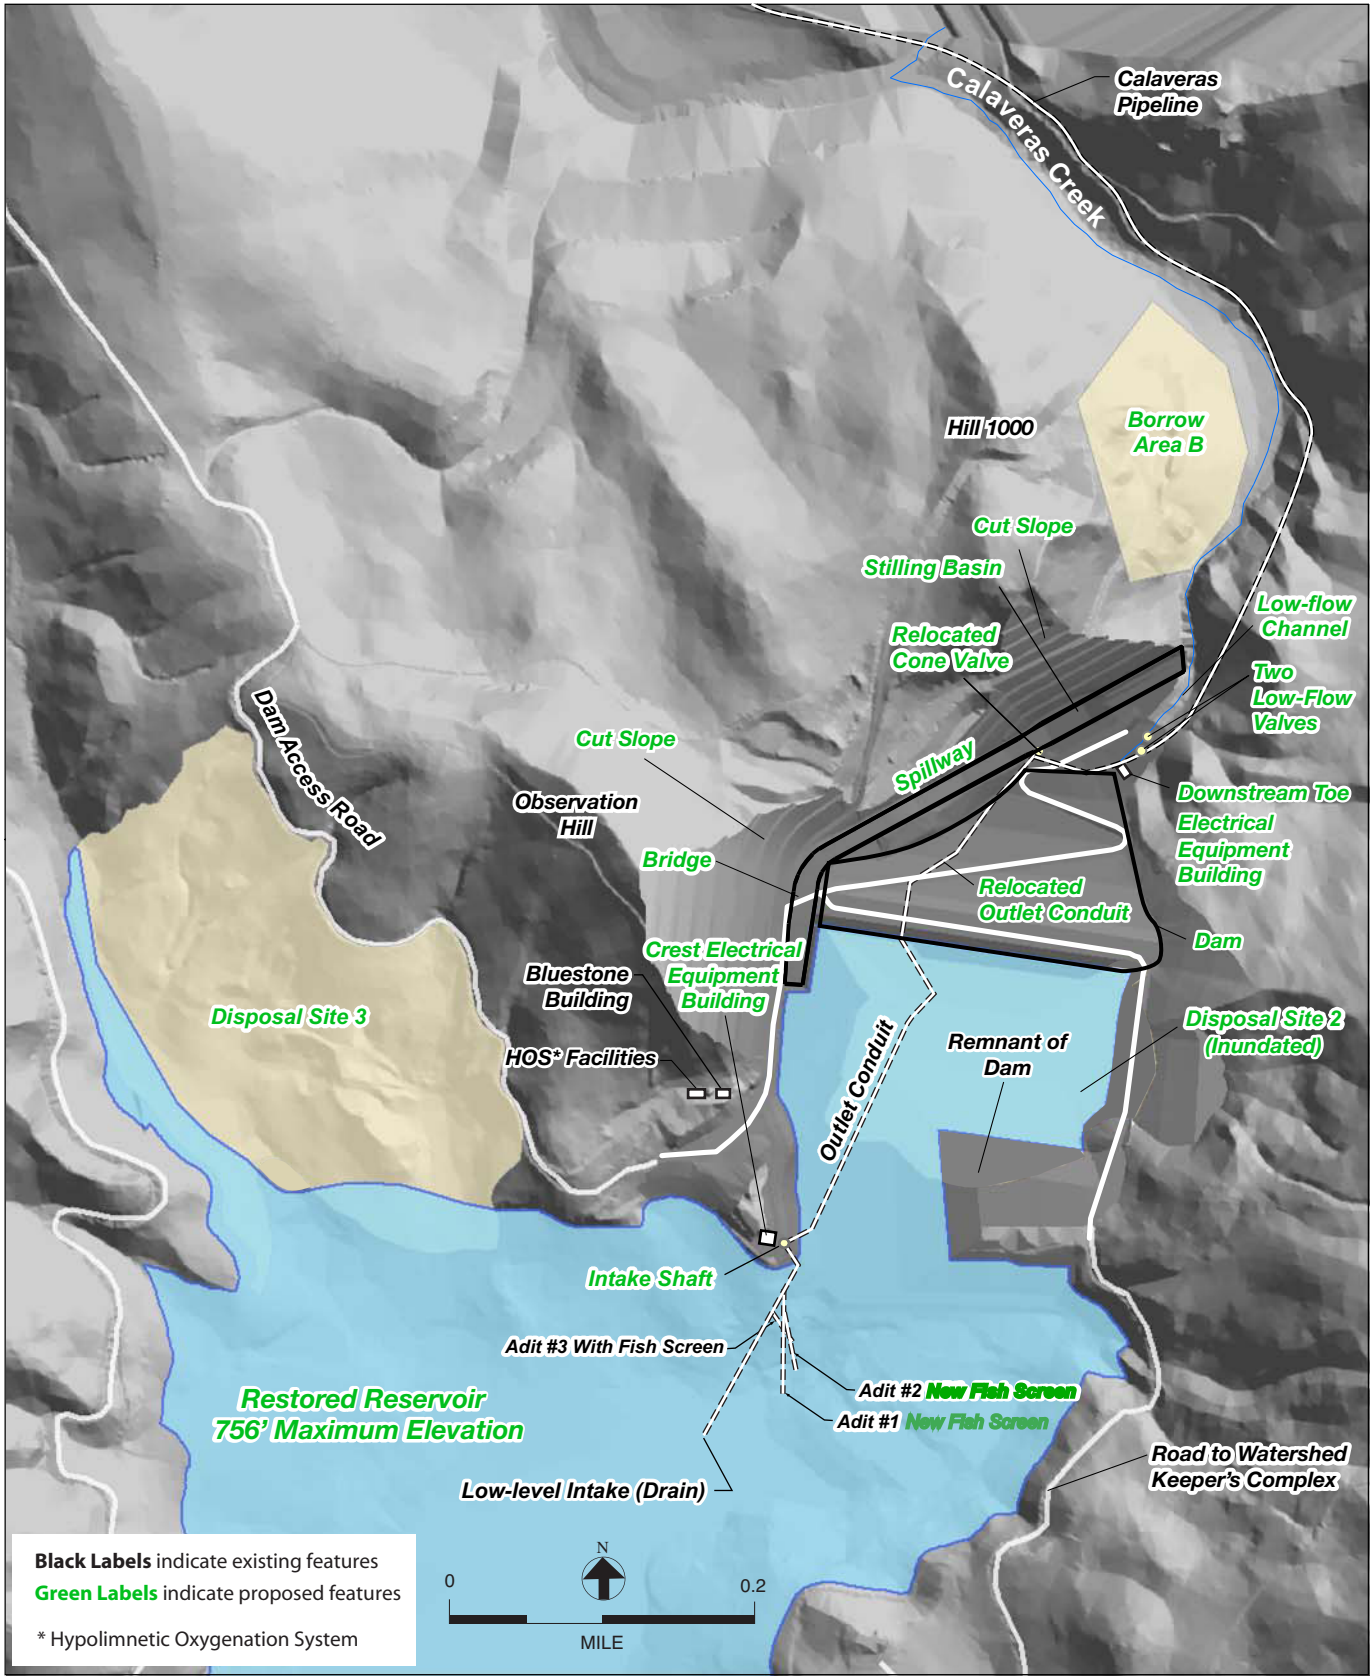 Calaveras
Pipeline
Calaveras Creek
Hill 1000
Borrow
Area B
Cut Slope
Stilling Basin
Low-flow
Channel
Relocated
Cone Valve
Two
Low-Flow
Valves
Dam Access Road
Cut Slope
Spillway
Observation
Hill
Downstream Toe
Electrical
Equipment
Building
Bridge
Relocated
Outlet Conduit
Dam
Crest Electrical
Equipment
Building
Bluestone
Building
Disposal Site 3
Disposal Site 2
(Inundated)
HOS* Facilities
Outlet Conduit
Remnant of
Dam
Intake Shaft
Adit #3 With Fish Screen
Adit #2 New Fish Screen
Adit #1 New Fish Screen
Restored Reservoir
756' Maximum Elevation
Low-level Intake (Drain)
Road to Watershed
Keeper's Complex
Black Labels indicate existing features
Green Labels indicate proposed features
* Hypolimnetic Oxygenation System
N
0 0.2
MILE